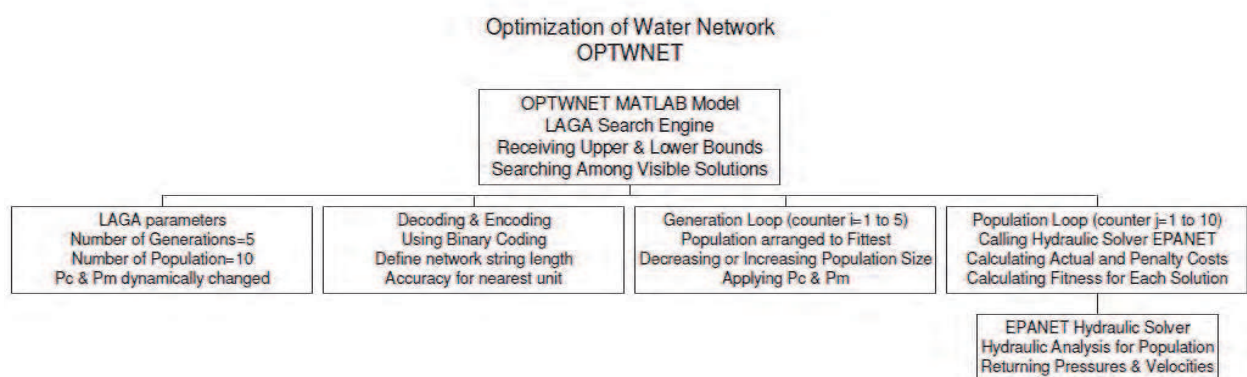 Optimization of Water Network
OPTWNET
OPTWNET MATLAB Model
LAGA Search Engine
Receiving Upper & Lower Bounds
Searching Among Visible Solutions
LAGA parameters
Number of Generations=5
Number of Population=10
Pc & Pm dynamically changed
Decoding & Encoding
Using Binary Coding
Define network string length
Accuracy for nearest unit
Generation Loop (counter i=1 to 5)
Population arranged to Fittest
Decreasing or Increasing Population Size
Applying Pc & Pm
Population Loop (counter j=1 to 10)
Calling Hydraulic Solver EPANET
Calculating Actual and Penalty Costs
Calculating Fitness for Each Solution
EPANET Hydraulic Solver
Hydraulic Analysis for Population
Returning Pressures & Velocities